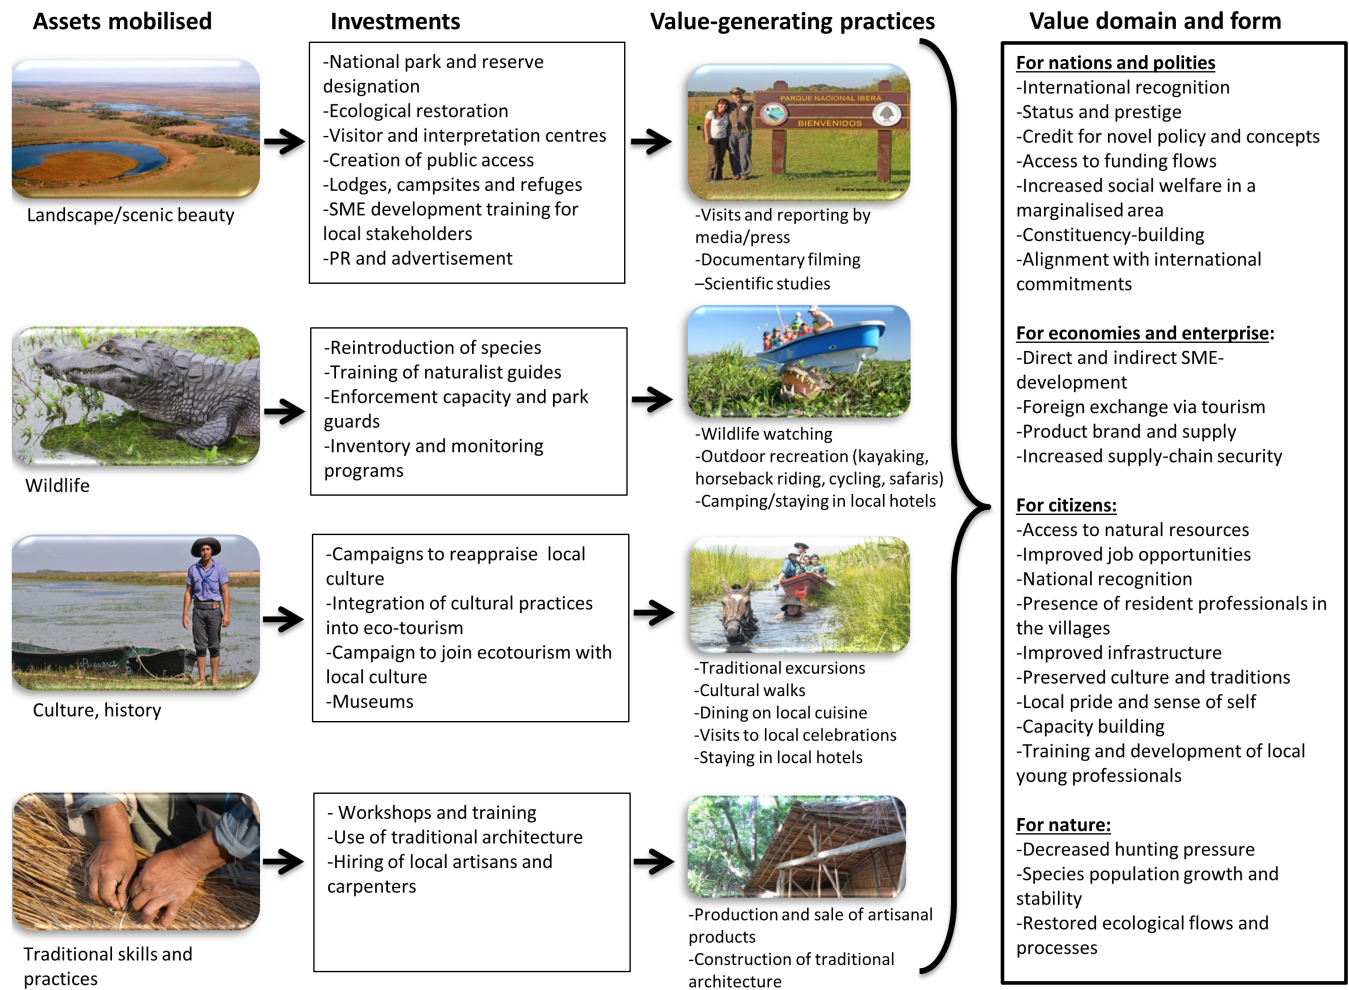 Assets mobilised
Investments
Value-generating practices
Value domain and form
Landscape/scenic beauty
-National park and reserve
designation
-Ecological restoration
-Visitor and interpretation centres
-Creation of public access
-Lodges, campsites and refuges
-SME development training for
local stakeholders
-PR and advertisement
PARQUE NACIONAL IBERÁ
BIENVENIDOS
-Visits and reporting by
media/press
-Documentary filming
–Scientific studies
Wildlife
-Reintroduction of species
-Training of naturalist guides
-Enforcement capacity and park
guards
-Inventory and monitoring
programs
-Wildlife watching
-Outdoor recreation (kayaking,
horseback riding, cycling, safaris)
-Camping/staying in local hotels
Culture, history
-Campaigns to reappraise local
culture
-Integration of cultural practices
into eco-tourism
-Campaign to join ecotourism with
local culture
-Museums
-Traditional excursions
-Cultural walks
-Dining on local cuisine
-Visits to local celebrations
-Staying in local hotels
Traditional skills and
practices
- Workshops and training
-Use of traditional architecture
-Hiring of local artisans and
carpenters
-Production and sale of artisanal
products
-Construction of traditional
architecture
For nations and polities
-International recognition
-Status and prestige
-Credit for novel policy and concepts
-Access to funding flows
-Increased social welfare in a
marginalised area
-Constituency-building
-Alignment with international
commitments
For economies and enterprise:
-Direct and indirect SME-
development
-Foreign exchange via tourism
-Product brand and supply
-Increased supply-chain security
For citizens:
-Access to natural resources
-Improved job opportunities
-National recognition
-Presence of resident professionals in
the villages
-Improved infrastructure
-Preserved culture and traditions
-Local pride and sense of self
-Capacity building
-Training and development of local
young professionals
For nature:
-Decreased hunting pressure
-Species population growth and
stability
-Restored ecological flows and
processes